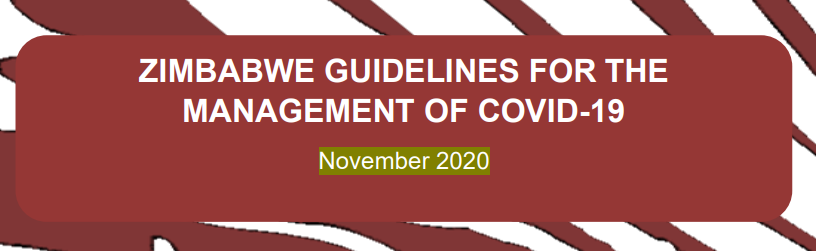 ZIMBABWE GUIDELINES FOR THE
MANAGEMENT OF COVID-19
November 2020